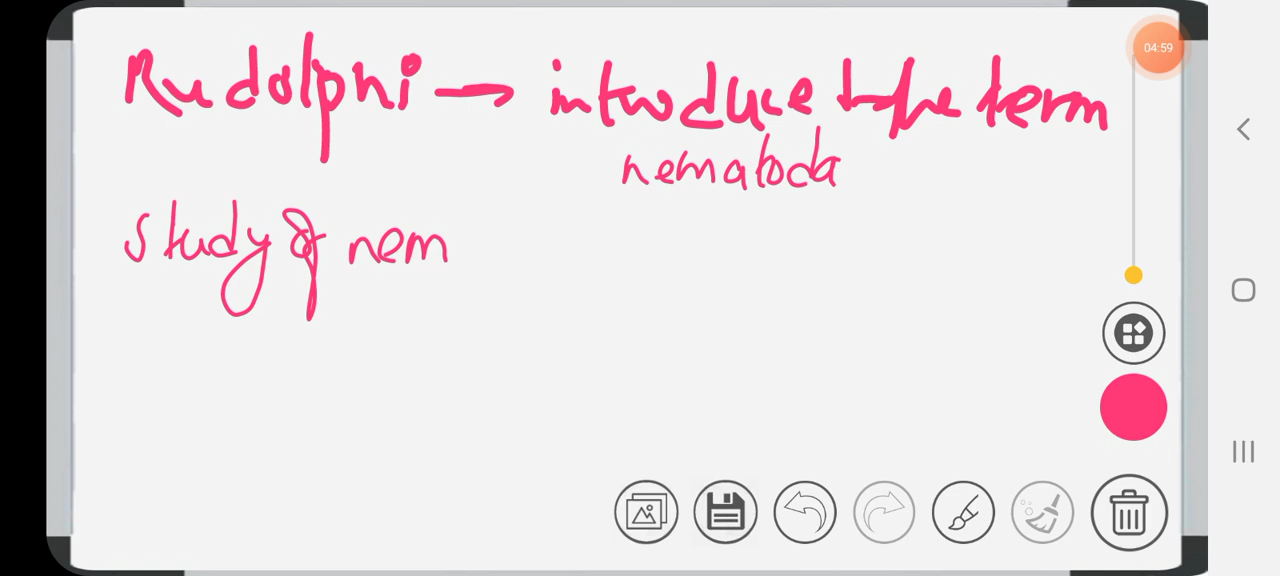 Rudolphi → introduce the term
nematoda
study of nem
04:59